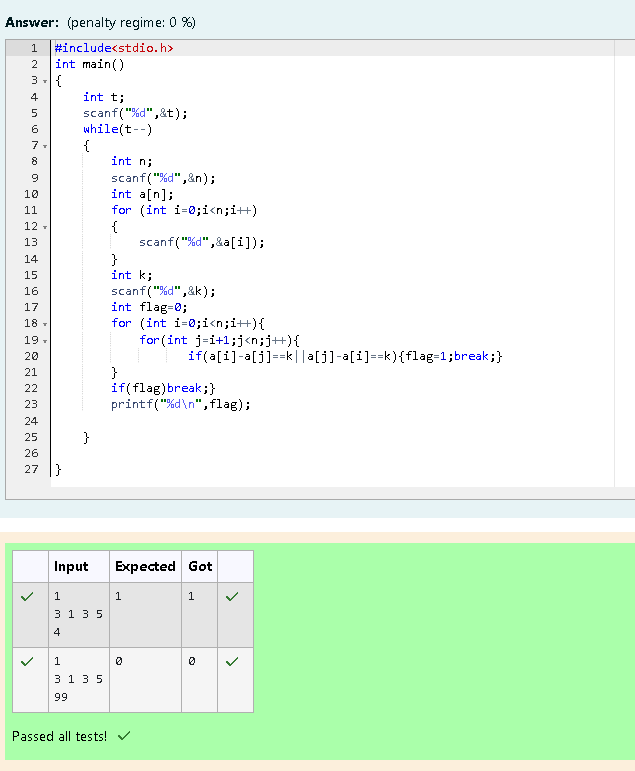 Answer: (penalty regime: 0 %)
1 #include<stdio.h>
2 int main()
3 {
4     int t;
5     scanf("%d",&t);
6     while(t--)
7     {
8         int n;
9         scanf("%d",&n);
10         int a[n];
11         for (int i=0;i<n;i++)
12         {
13             scanf("%d",&a[i]);
14         }
15         int k;
16         scanf("%d",&k);
17         int flag=0;
18         for (int i=0;i<n;i++){
19             for(int j=i+1;j<n;j++){
20                    if(a[i]-a[j]==k||a[j]-a[i]==k){flag=1;break;}
21         }
22         if(flag)break;}
23         printf("%d\n",flag);
24
25     }
26
27 }
Input Expected Got
1 1 1
3 1 3 5
4
1 0 0
3 1 3 5
99
Passed all tests!